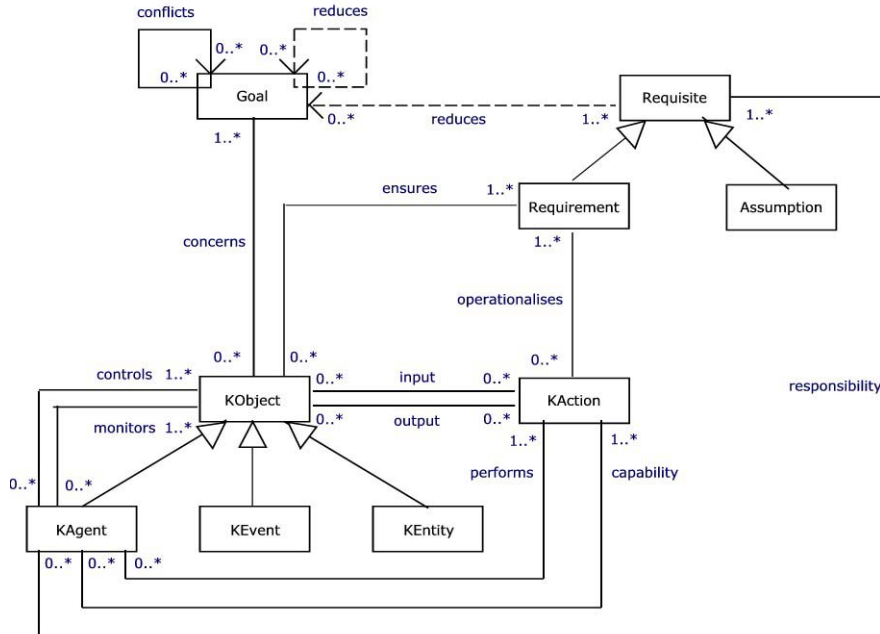 conflicts
reduces
0..*
0..*
0..*
0..*
Goal
Requisite
0..*
reduces
1..*
1..*
1..*
ensures
1..*
Requirement
Assumption
1..*
concerns
operationalises
0..*
0..*
0..*
controls
1..*
0..*
input
0..*
responsibility
KObject
KAction
monitors
1..*
0..*
output
0..*
1..*
1..*
performs
capability
0..*
0..*
KAgent
KEvent
KEntity
0..*
0..*
0..*